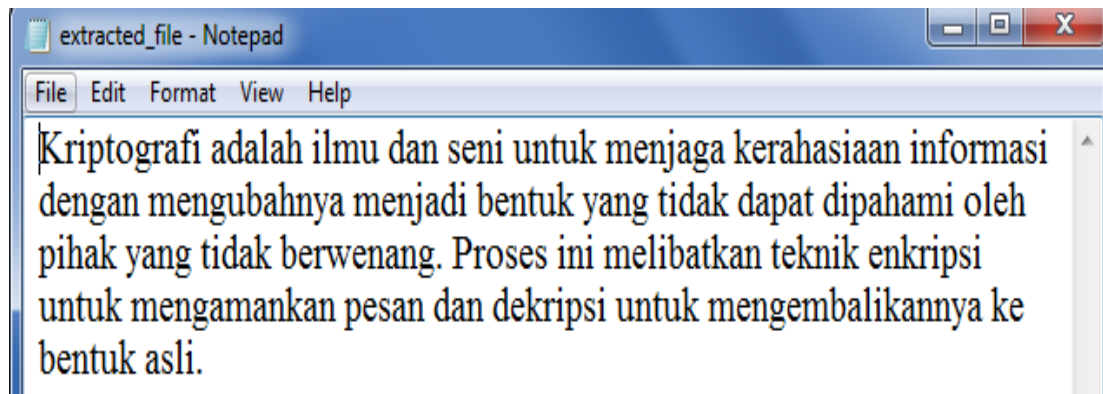 extracted_file - Notepad
File Edit Format View Help
Kriptografi adalah ilmu dan seni untuk menjaga kerahasiaan informasi
dengan mengubahnya menjadi bentuk yang tidak dapat dipahami oleh
pihak yang tidak berwenang. Proses ini melibatkan teknik enkripsi
untuk mengamankan pesan dan dekripsi untuk mengembalikannya ke
bentuk asli.